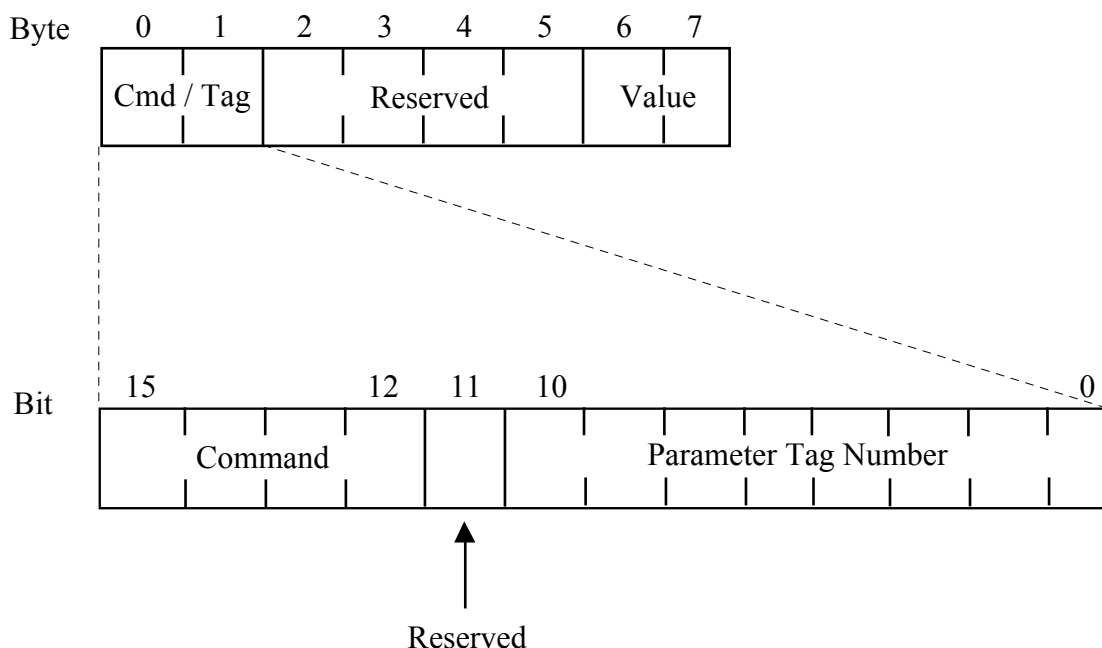 Byte 0 1 2 3 4 5 6 7
Cmd / Tag Reserved Value
Bit 15 12 11 10 0
Command Parameter Tag Number
Reserved